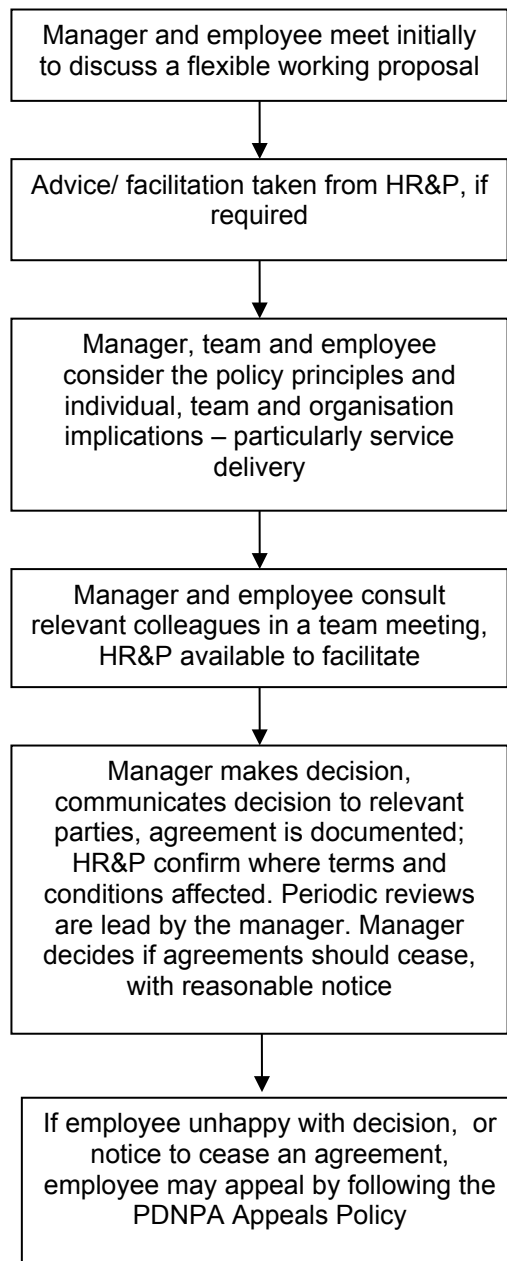 Manager and employee meet initially
to discuss a flexible working proposal
Advice/ facilitation taken from HR&P, if
required
Manager, team and employee
consider the policy principles and
individual, team and organisation
implications – particularly service
delivery
Manager and employee consult
relevant colleagues in a team meeting,
HR&P available to facilitate
Manager makes decision,
communicates decision to relevant
parties, agreement is documented;
HR&P confirm where terms and
conditions affected. Periodic reviews
are lead by the manager. Manager
decides if agreements should cease,
with reasonable notice
If employee unhappy with decision,  or
notice to cease an agreement,
employee may appeal by following the
PDNPA Appeals Policy